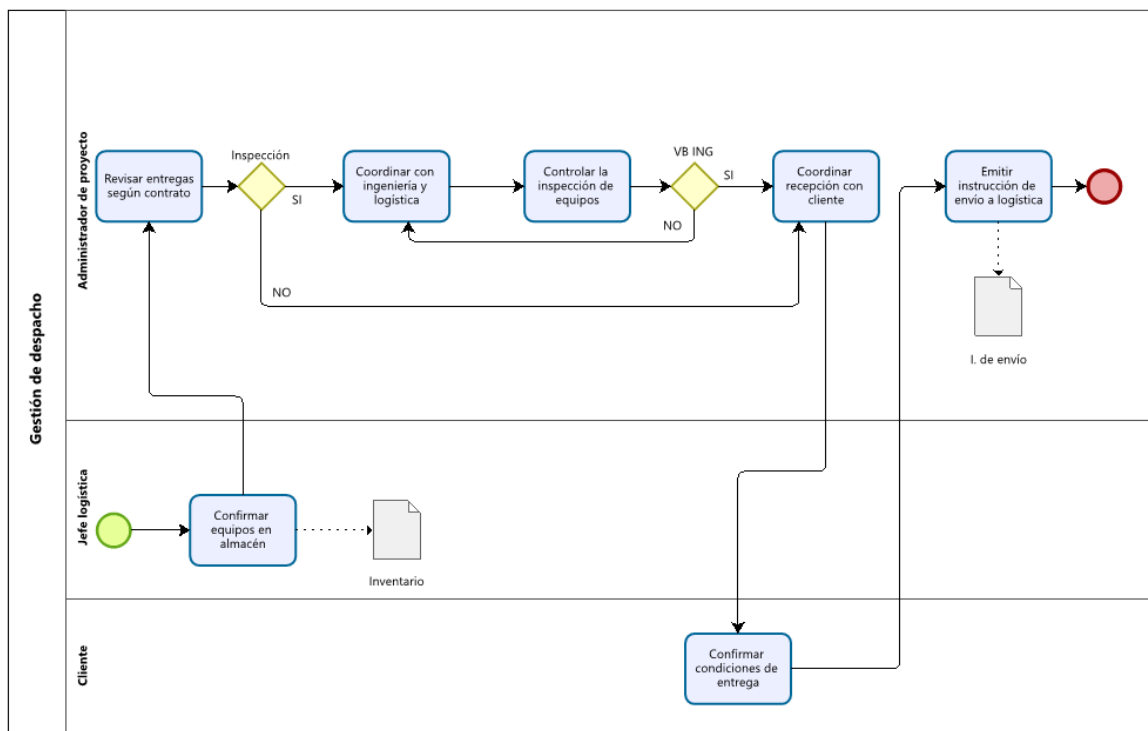 Gestión de despacho
Administrador de proyecto
Revisar entregas
según contrato
Inspección
SI
NO
Coordinar con
ingeniería y
logística
Controlar la
inspección de
equipos
VB ING
SI
NO
Coordinar
recepción con
cliente
Emitir
instrucción de
envío a logística
I. de envío
Jefe logística
Confirmar
equipos en
almacén
Inventario
Cliente
Confirmar
condiciones de
entrega